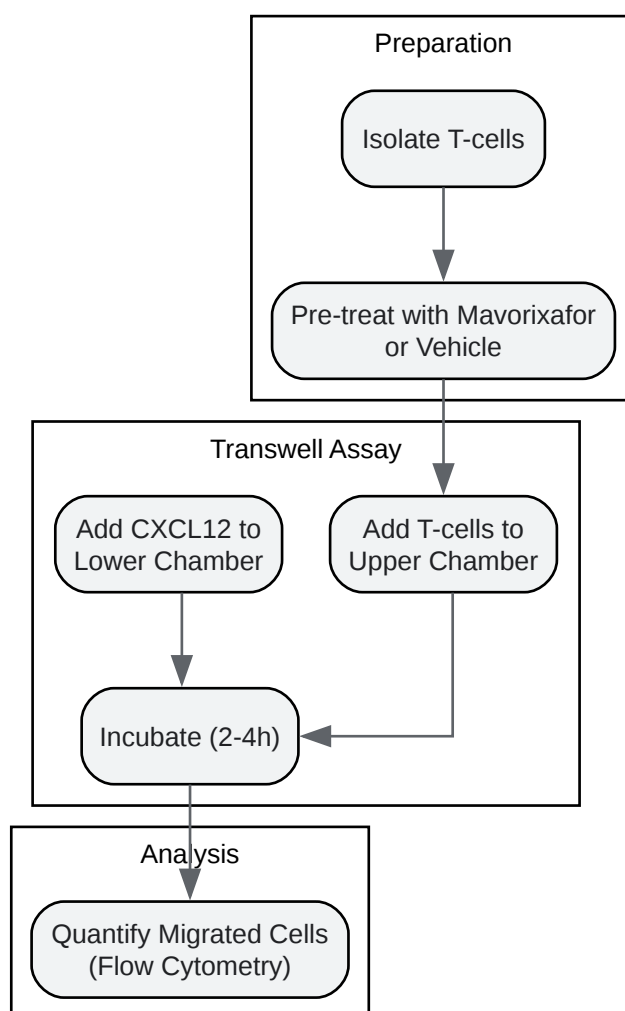 Preparation
Isolate T-cells
Pre-treat with Mavorixafor
or Vehicle
Transwell Assay
Add CXCL12 to
Lower Chamber
Add T-cells to
Upper Chamber
Incubate (2-4h)
Analysis
Quantify Migrated Cells
(Flow Cytometry)